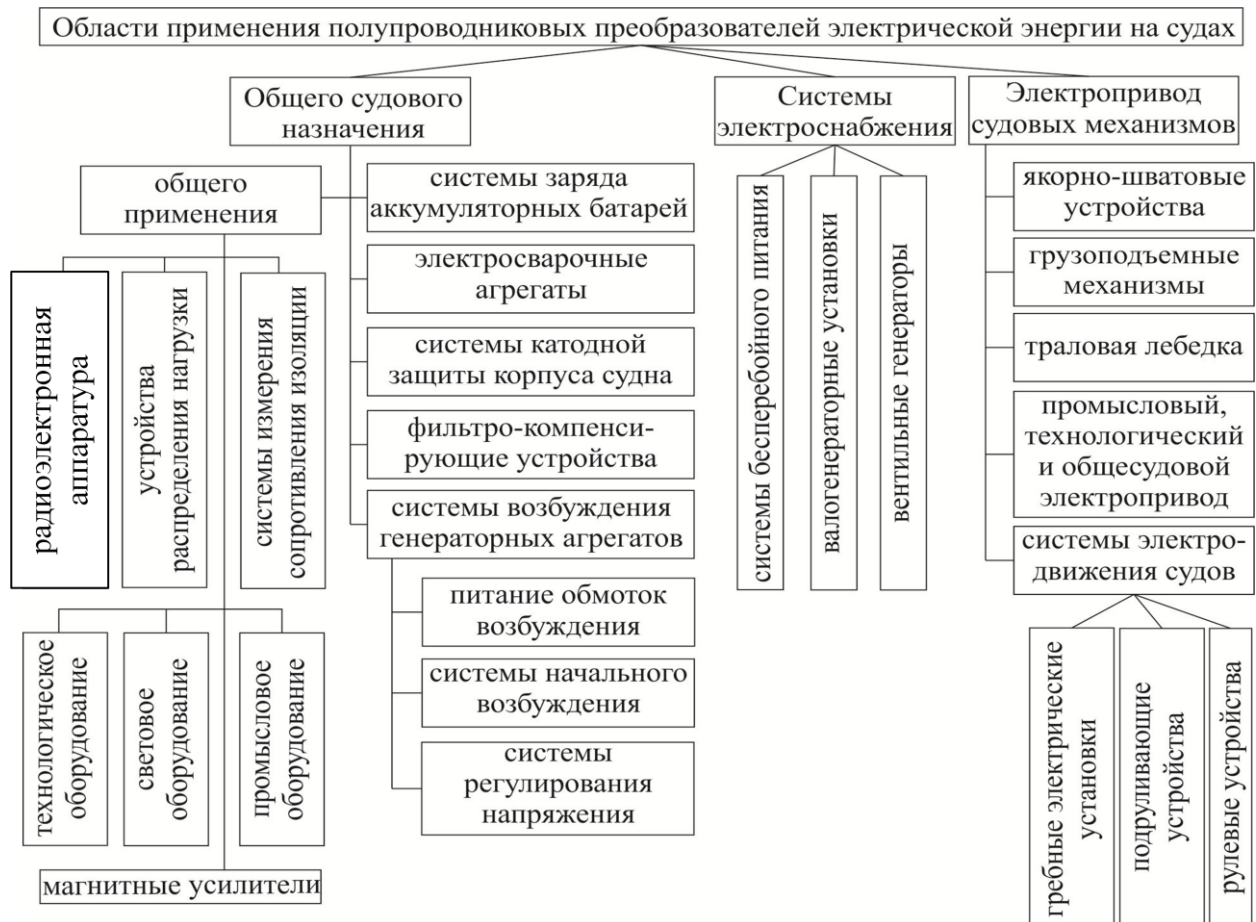 Области применения полупроводниковых преобразователей электрической энергии на судах
Общего судового
назначения
общего
применения
радиоэлектронная
аппаратура
устройства
распределения нагрузки
системы измерения
сопротивления изоляции
технологическое
оборудование
световое
оборудование
промысловое
оборудование
магнитные усилители
системы заряда
аккумуляторных батарей
электросварочные
агрегаты
системы катодной
защиты корпуса судна
фильтро-компенси-
рующие устройства
системы возбуждения
генераторных агрегатов
питание обмоток
возбуждения
системы начального
возбуждения
системы
регулирования
напряжения
Системы
электроснабжения
системы бесперебойного питания
валогенераторные установки
вентильные генераторы
Электропривод
судовых механизмов
якорно-шватовые
устройства
грузоподъемные
механизмы
траловая лебедка
промысловый,
технологический
и общесудовой
электропривод
системы электро-
движения судов
гребные электрические
установки
подруливающие
устройства
рулевые устройства